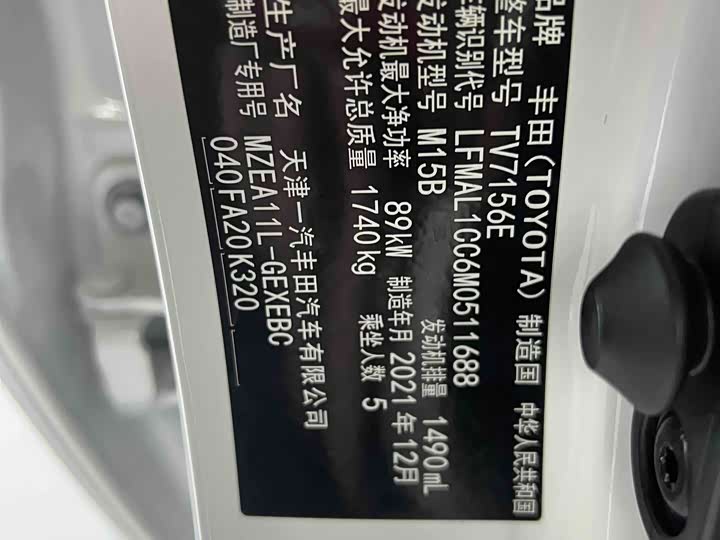 品牌 丰田(TOYOTA) 制造国 中华人民共和国
整车型号 TV7156E
车辆识别代号 LFMAL1CC6M0511688
发动机型号 M15B 发动机排量 1490mL
发动机最大净功率 89kW 制造年月 2021年12月
最大允许总质量 1740kg 乘坐人数 5
生产厂名 天津一汽丰田汽车有限公司
制造厂专用号 MZEA11L-GEXEBC
040FA20K320